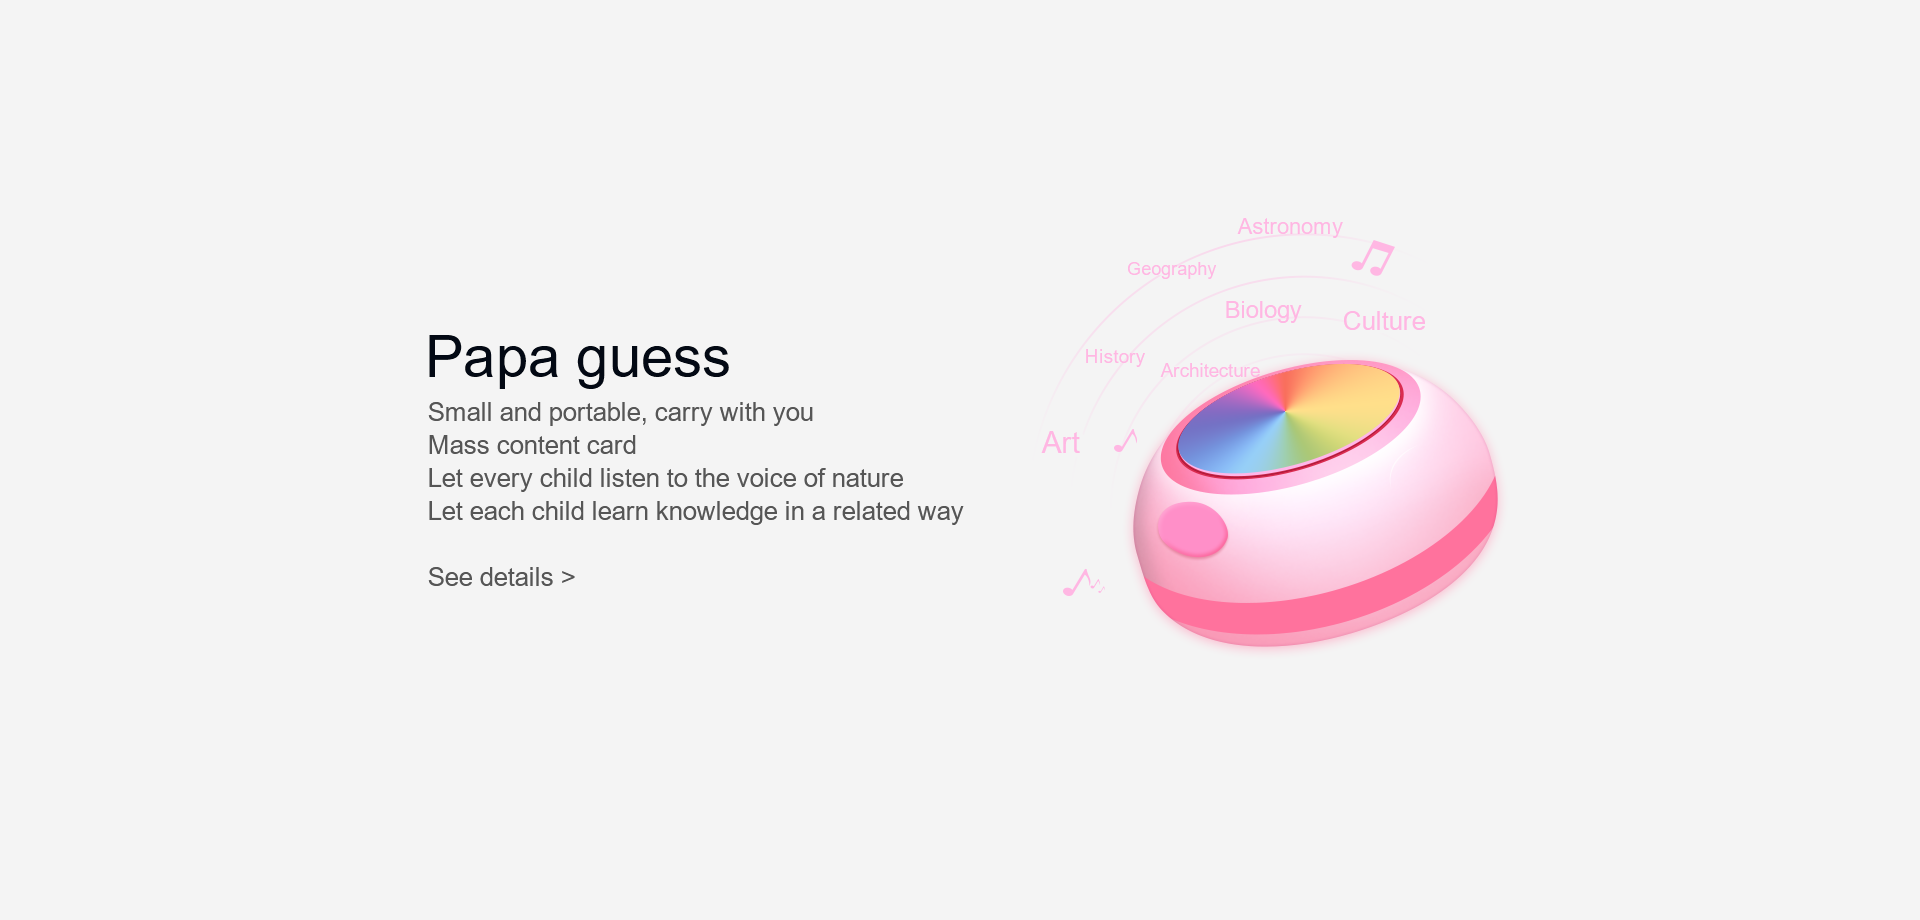 Papa guess
Small and portable, carry with you
Mass content card
Let every child listen to the voice of nature
Let each child learn knowledge in a related way
See details >
Astronomy
Geography
Biology
Culture
History
Architecture
Art